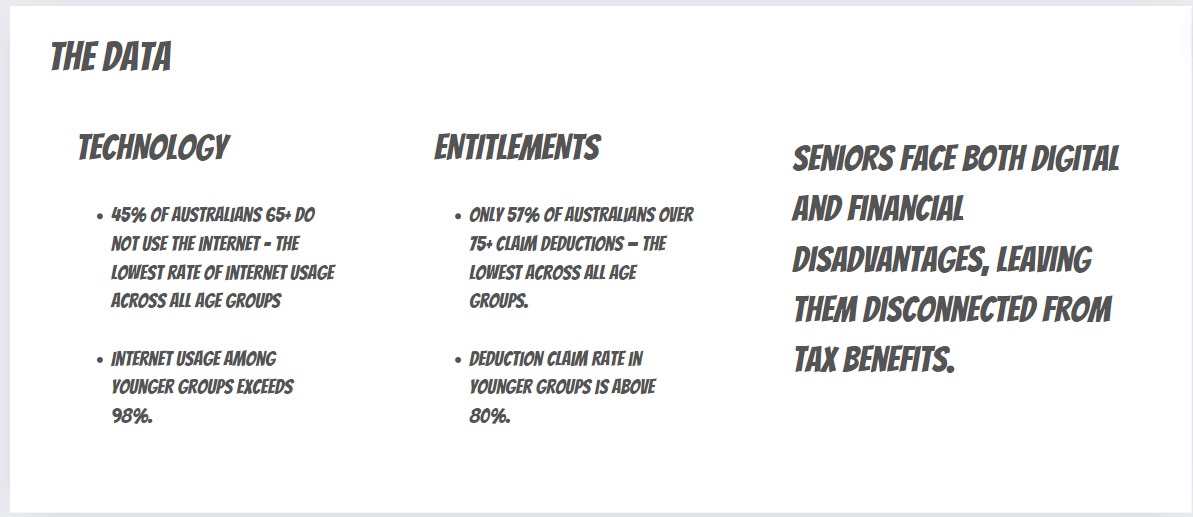 THE DATA
TECHNOLOGY
• 45% OF AUSTRALIANS 65+ DO
NOT USE THE INTERNET - THE
LOWEST RATE OF INTERNET USAGE
ACROSS ALL AGE GROUPS
• INTERNET USAGE AMONG
YOUNGER GROUPS EXCEEDS
98%.
ENTITLEMENTS
• ONLY 57% OF AUSTRALIANS OVER
75+ CLAIM DEDUCTIONS – THE
LOWEST ACROSS ALL AGE
GROUPS.
• DEDUCTION CLAIM RATE IN
YOUNGER GROUPS IS ABOVE
80%.
SENIORS FACE BOTH DIGITAL
AND FINANCIAL
DISADVANTAGES, LEAVING
THEM DISCONNECTED FROM
TAX BENEFITS.